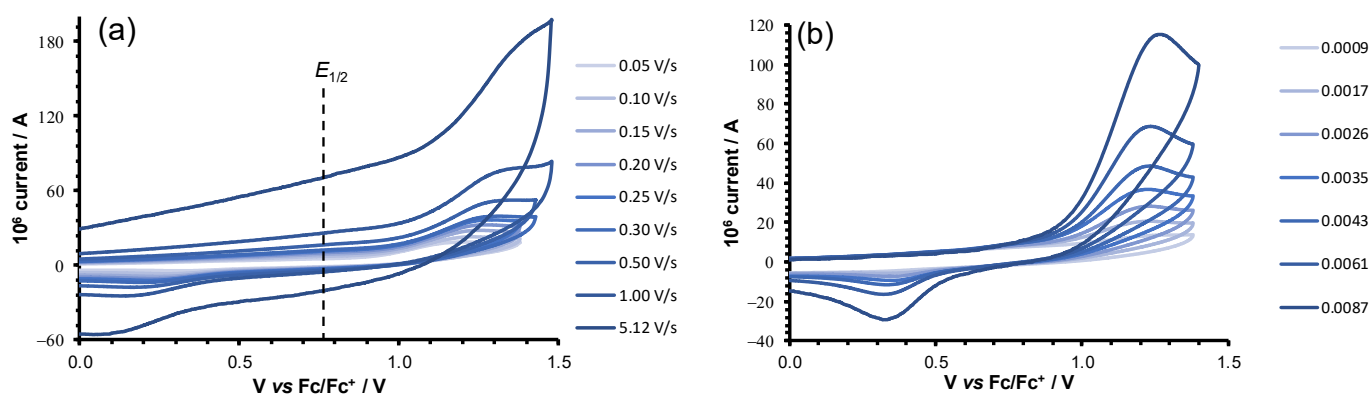 (a)
10⁶ current / A
180
120
60
0
−60
E1/2
0.0 0.5 1.0 1.5
V vs Fc/Fc⁺ / V
0.05 V/s
0.10 V/s
0.15 V/s
0.20 V/s
0.25 V/s
0.30 V/s
0.50 V/s
1.00 V/s
5.12 V/s
(b)
10⁶ current / A
120
100
80
60
40
20
0
−20
−40
0.0 0.5 1.0 1.5
V vs Fc/Fc⁺ / V
0.0009
0.0017
0.0026
0.0035
0.0043
0.0061
0.0087